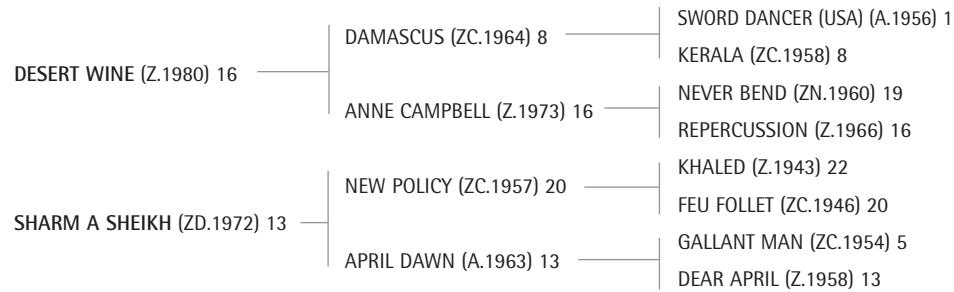 SWORD DANCER (USA) (A.1956) 1
DAMASCUS (ZC.1964) 8
KERALA (ZC.1958) 8
DESERT WINE (Z.1980) 16
NEVER BEND (ZN.1960) 19
ANNE CAMPBELL (Z.1973) 16
REPERCUSSION (Z.1966) 16
KHALED (Z.1943) 22
NEW POLICY (ZC.1957) 20
FEU FOLLET (ZC.1946) 20
SHARM A SHEIKH (ZD.1972) 13
GALLANT MAN (ZC.1954) 5
APRIL DAWN (A.1963) 13
DEAR APRIL (Z.1958) 13